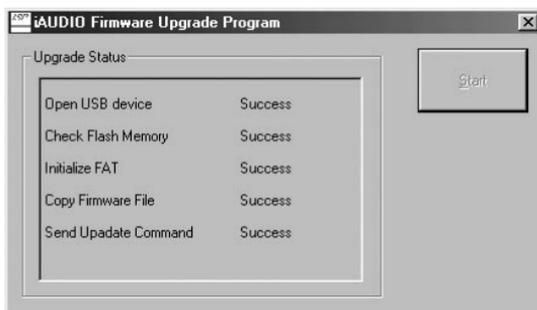 iAUDIO Firmware Upgrade Program
Upgrade Status
Start
Open USB device Success
Check Flash Memory Success
Initialize FAT Success
Copy Firmware File Success
Send Upadate Command Success